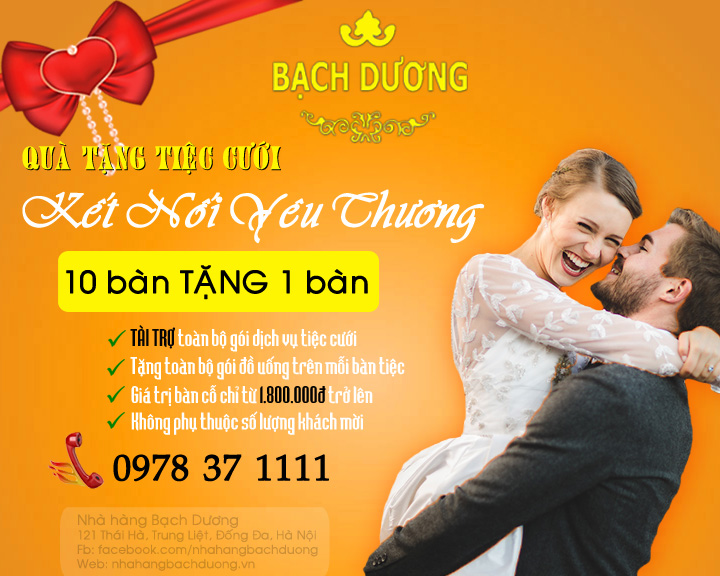 BẠCH DƯƠNG
QUÀ TẶNG TIỆC CƯỚI
Kết Nối Yêu Thương
10 bàn TẶNG 1 bàn
TÀI TRỢ toàn bộ gói dịch vụ tiệc cưới
Tặng toàn bộ gói đồ uống trên mỗi bàn tiệc
Giá trị bàn cỗ chỉ từ 1.800.000đ trở lên
Không phụ thuộc số lượng khách mời
0978 37 1111
Nhà hàng Bạch Dương
121 Thái Hà, Trung Liệt, Đống Đa, Hà Nội
Fb: facebook.com/nhahangbachduong
Web: nhahangbachduong.vn